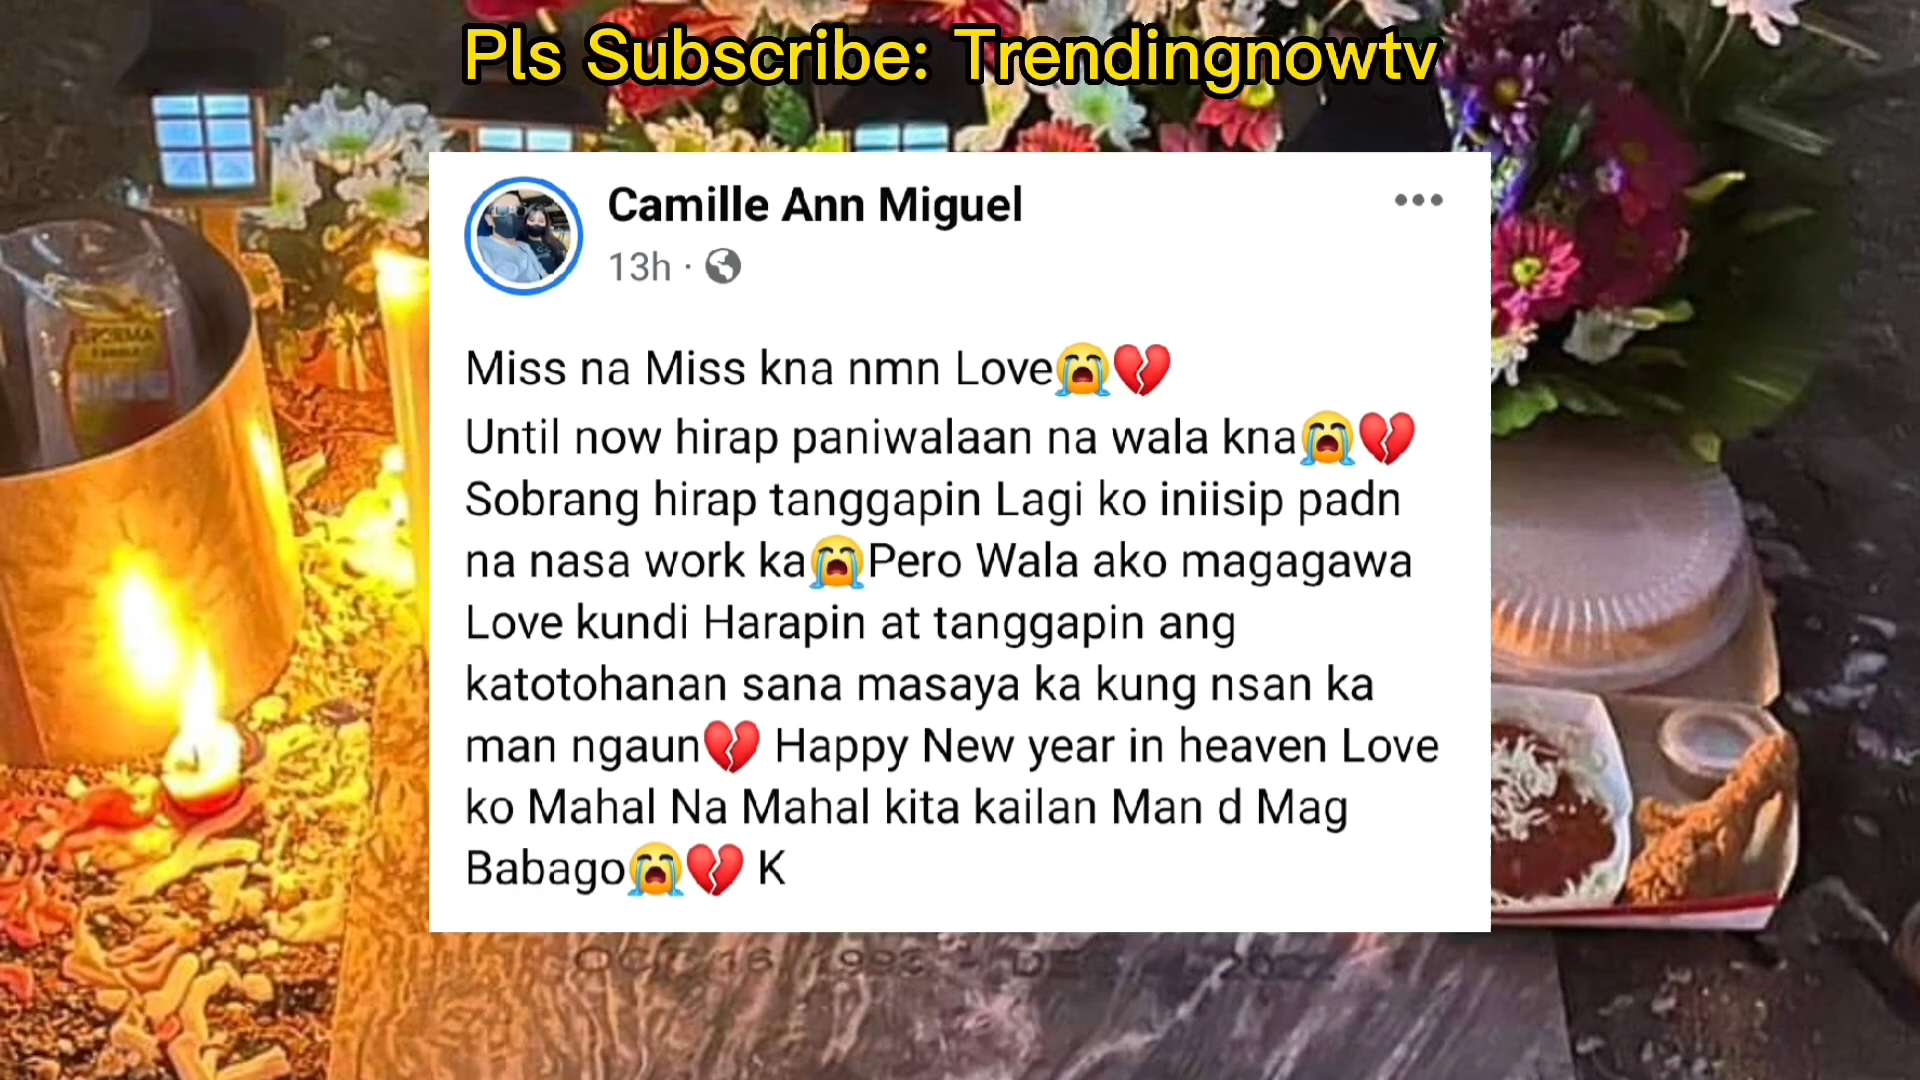 Pls Subscribe: Trendingnowtv
Camille Ann Miguel
13h ·
Miss na Miss kna nmn Love😭💔
Until now hirap paniwalaan na wala kna😭💔
Sobrang hirap tanggapin Lagi ko iniisip padn
na nasa work ka😭Pero Wala ako magagawa
Love kundi Harapin at tanggapin ang
katotohanan sana masaya ka kung nsan ka
man ngaun💔 Happy New year in heaven Love
ko Mahal Na Mahal kita kailan Man d Mag
Babago😭💔 K
OCT 16